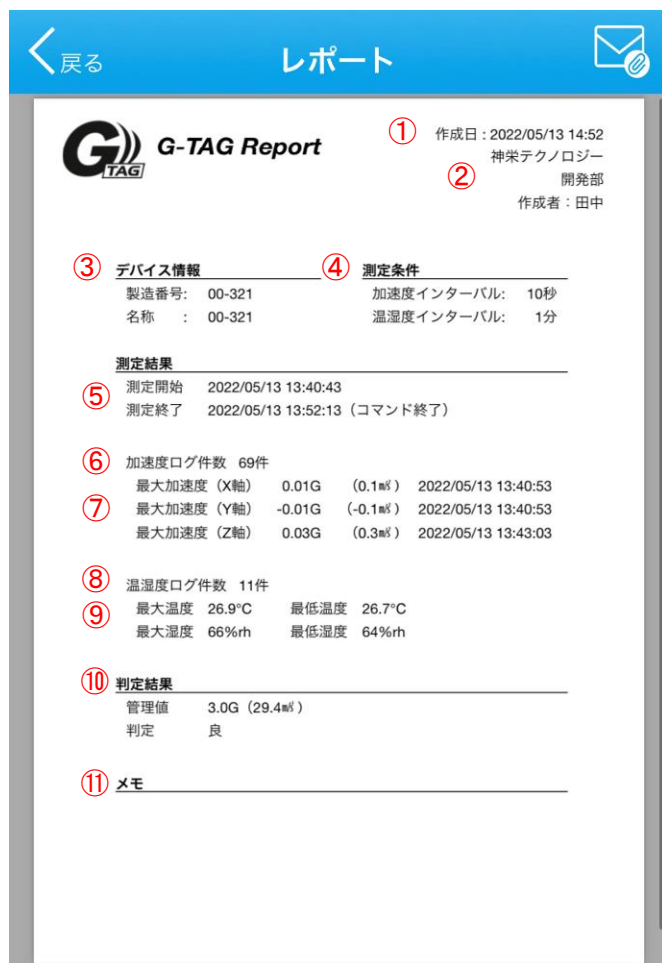 戻る
レポート
G TAG
G-TAG Report
① 作成日 : 2022/05/13 14:52
神栄テクノロジー
② 開発部
作成者：田中
③ デバイス情報 ④ 測定条件
製造番号: 00-321 加速度インターバル: 10秒
名称 : 00-321 温湿度インターバル: 1分
測定結果
⑤ 測定開始 2022/05/13 13:40:43
測定終了 2022/05/13 13:52:13（コマンド終了）
⑥ 加速度ログ件数 69件
最大加速度（X軸） 0.01G （0.1㎨） 2022/05/13 13:40:53
⑦ 最大加速度（Y軸） -0.01G （-0.1㎨） 2022/05/13 13:40:53
最大加速度（Z軸） 0.03G （0.3㎨） 2022/05/13 13:43:03
⑧ 温湿度ログ件数 11件
⑨ 最大温度 26.9°C 最低温度 26.7°C
最大湿度 66%rh 最低湿度 64%rh
⑩ 判定結果
管理値 3.0G（29.4㎨）
判定 良
⑪ メモ